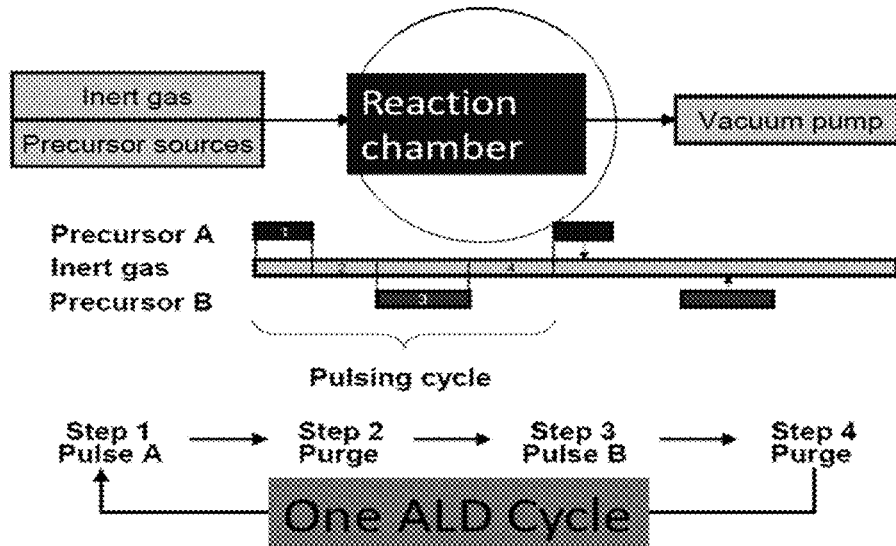 Inert gas
Precursor sources
Reaction
chamber
Vacuum pump
Precursor A
1
Inert gas
2
4
Precursor B
3
Pulsing cycle
Step 1
Pulse A
Step 2
Purge
Step 3
Pulse B
Step 4
Purge
One ALD Cycle